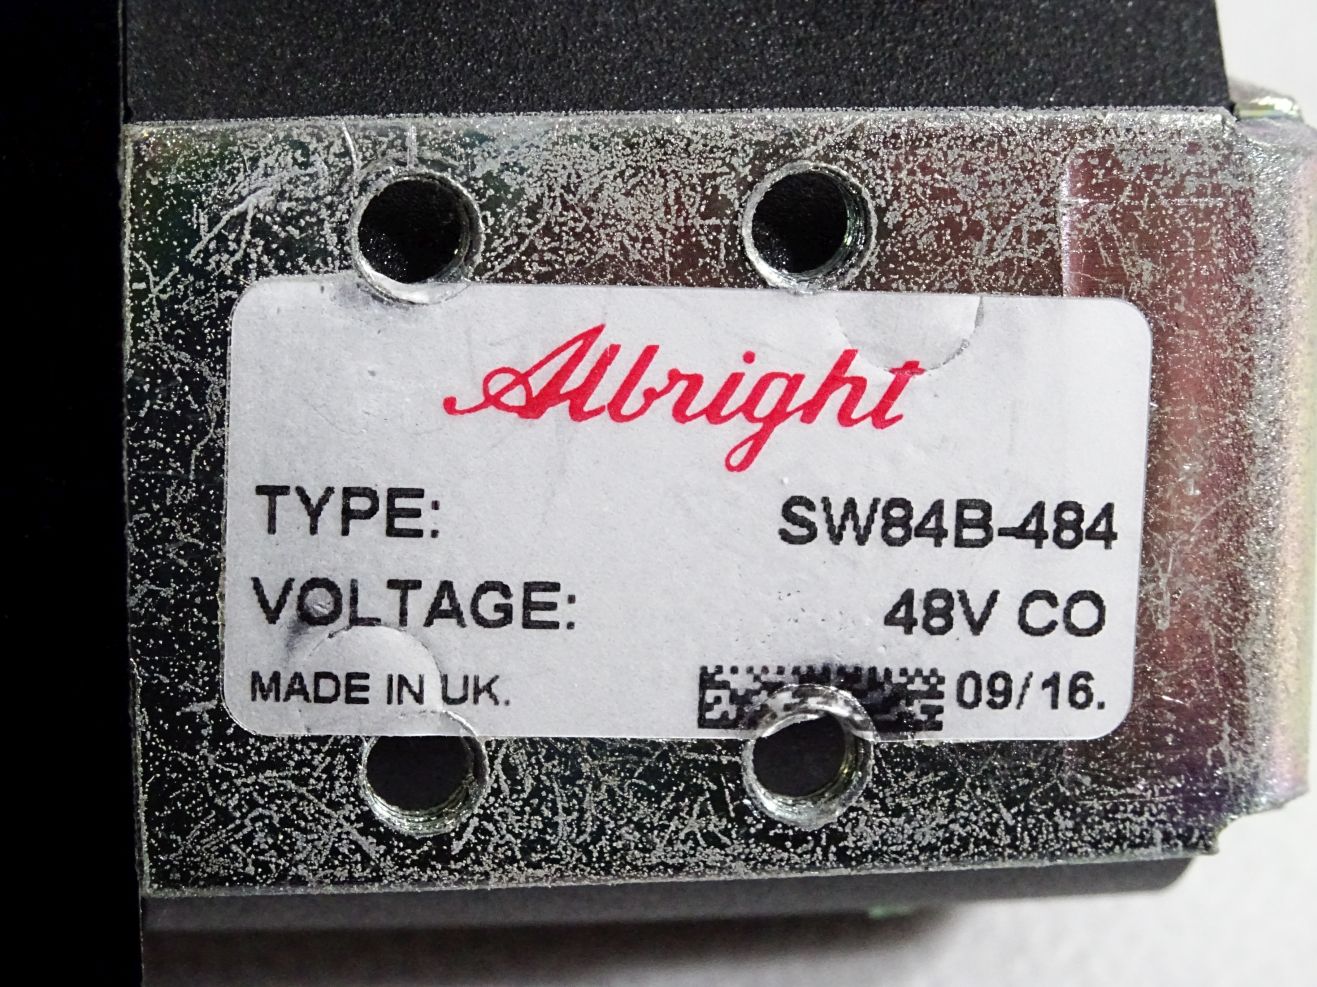 Albright
TYPE: SW84B-484
VOLTAGE: 48V CO
MADE IN UK. 09/16.